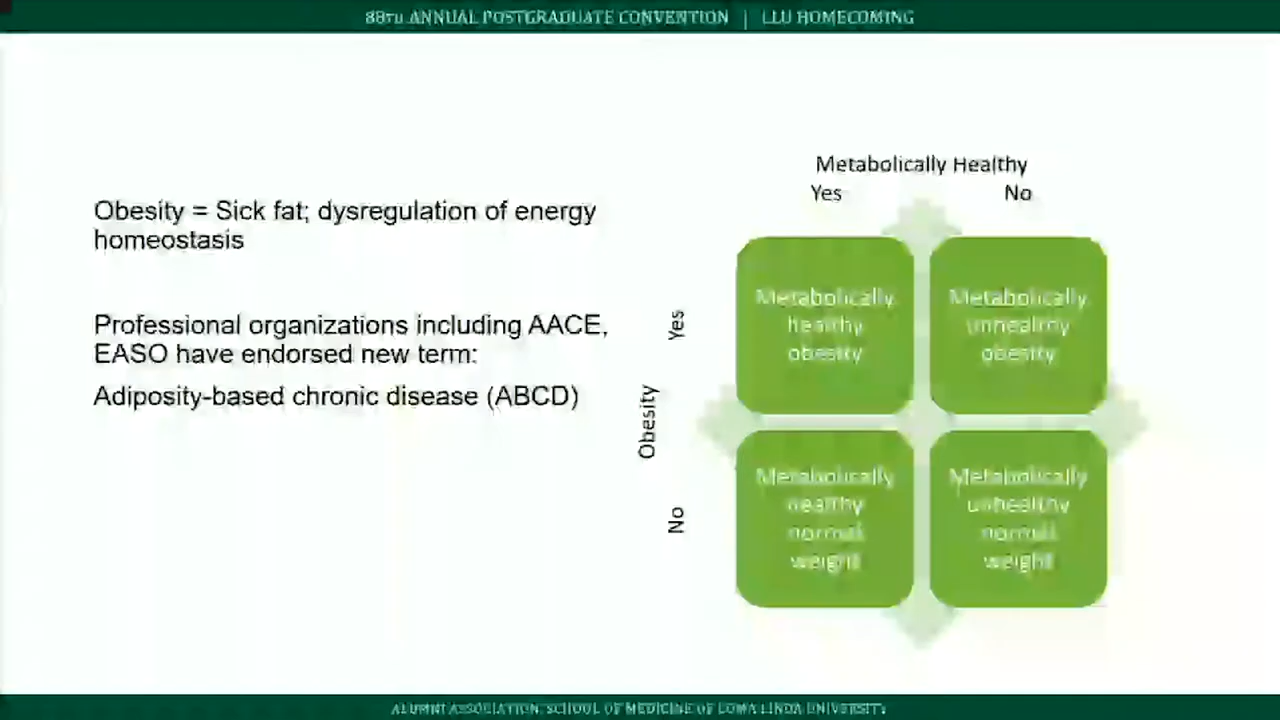 88TH ANNUAL POSTGRADUATE CONVENTION | LLU HOMECOMING
Obesity = Sick fat; dysregulation of energy
homeostasis
Professional organizations including AACE,
EASO have endorsed new term:
Adiposity-based chronic disease (ABCD)
Metabolically Healthy
Yes
No
Obesity
Yes
No
Metabolically
healthy
obesity
Metabolically
unhealthy
obesity
Metabolically
healthy
normal
weight
Metabolically
unhealthy
normal
weight
ALUMNI ASSOCIATION, SCHOOL OF MEDICINE OF LOMA LINDA UNIVERSITY